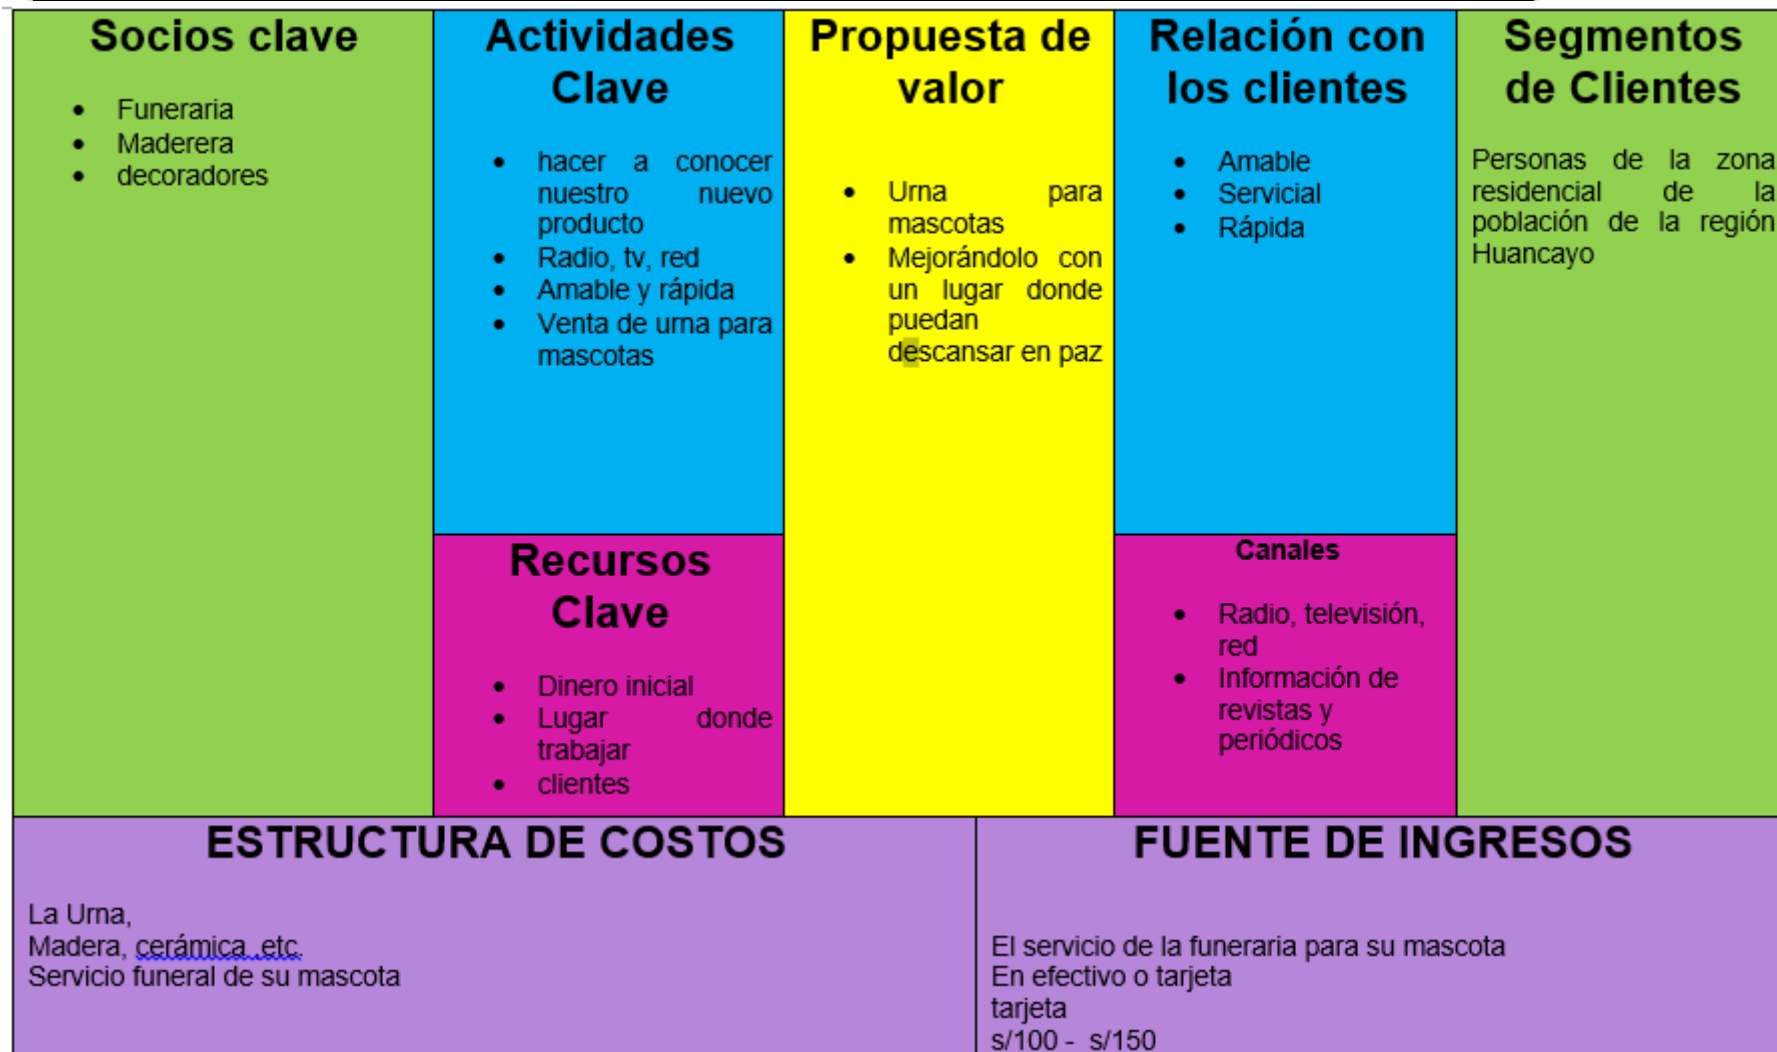 Socios clave
• Funeraria
• Maderera
• decoradores
Actividades
Clave
• hacer a conocer
nuestro nuevo
producto
• Radio, tv, red
• Amable y rápida
• Venta de urna para
mascotas
Recursos
Clave
• Dinero inicial
• Lugar donde
trabajar
• clientes
Propuesta de
valor
• Urna para
mascotas
• Mejorándolo con
un lugar donde
puedan
descansar en paz
Relación con
los clientes
• Amable
• Servicial
• Rápida
Canales
• Radio, televisión,
red
• Información de
revistas y
periódicos
Segmentos
de Clientes
Personas de la zona
residencial de la
población de la región
Huancayo
ESTRUCTURA DE COSTOS
La Urna,
Madera, cerámica ,etc.
Servicio funeral de su mascota
FUENTE DE INGRESOS
El servicio de la funeraria para su mascota
En efectivo o tarjeta
tarjeta
s/100 - s/150